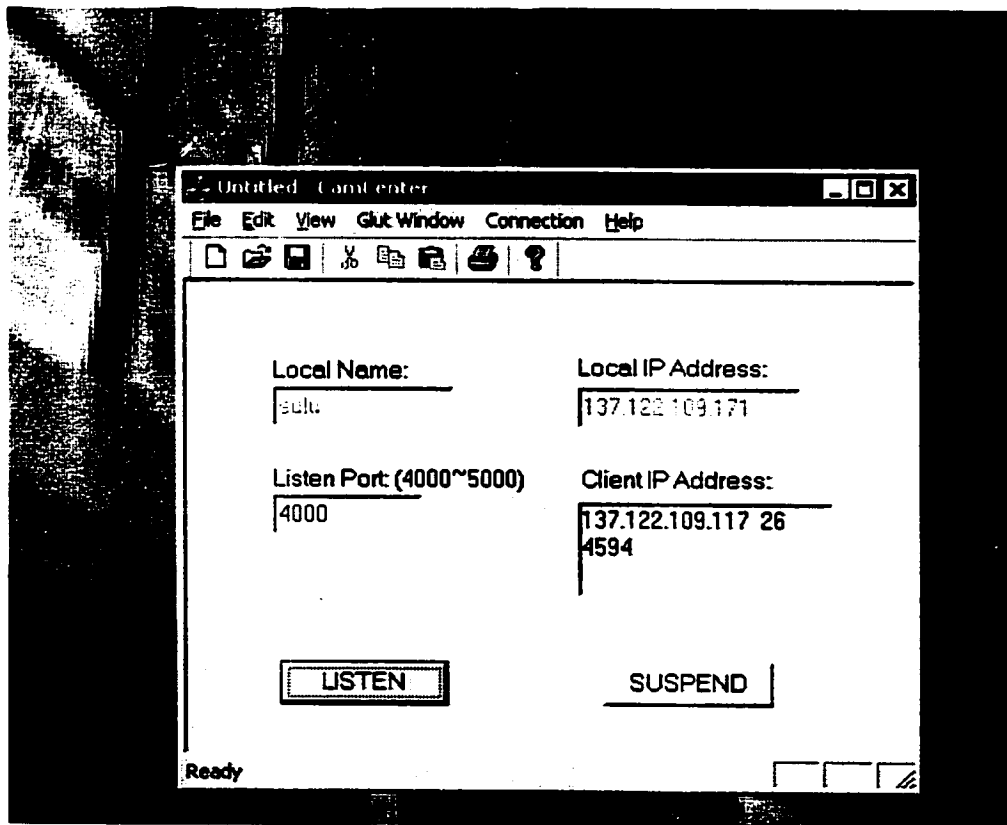 Untitled - CamCenter
File Edit View Glut Window Connection Help
Local Name:
sulu
Local IP Address:
137.122.109.171
Listen Port: (4000~5000)
4000
Client IP Address:
137.122.109.117 26
4594
LISTEN
SUSPEND
Ready